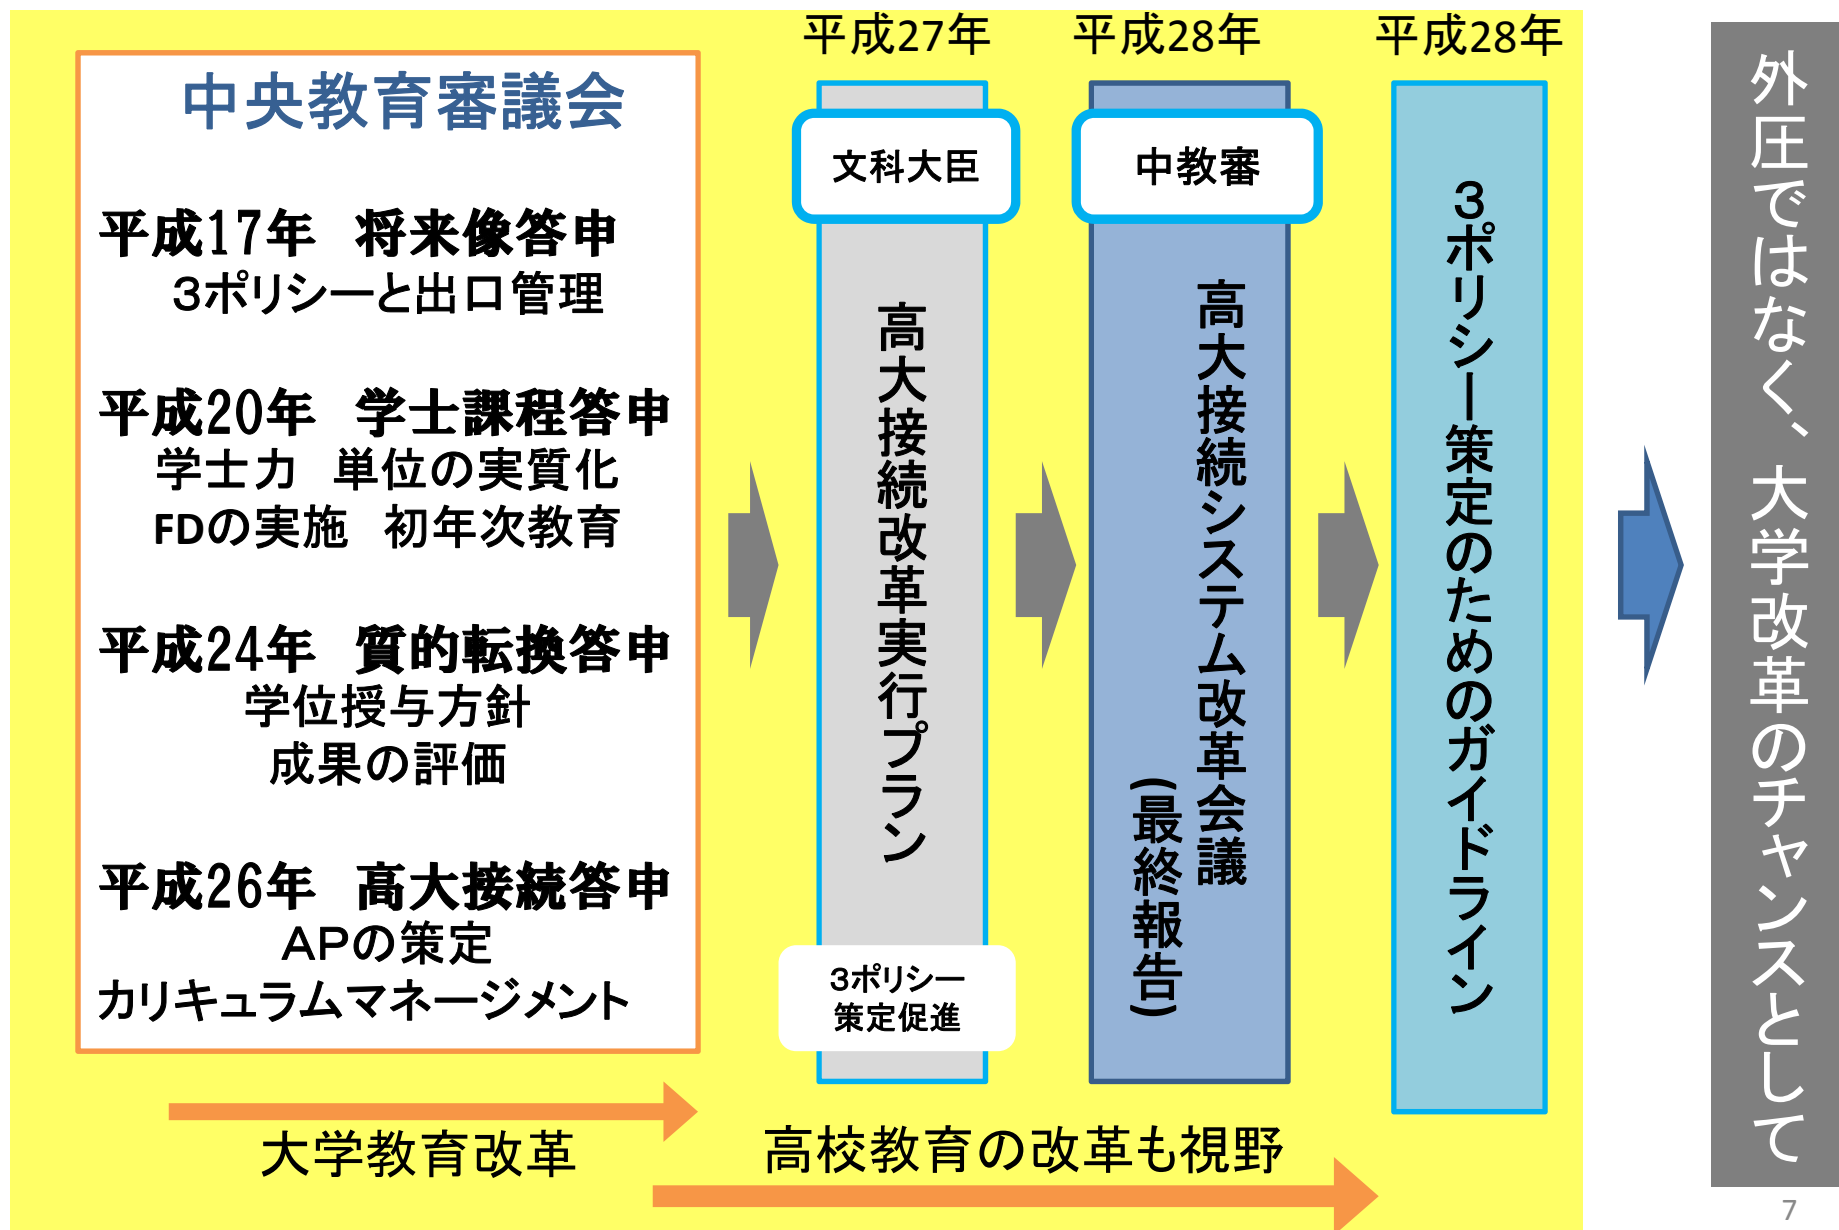 中央教育審議会
平成17年　将来像答申
３ポリシーと出口管理
平成20年　学士課程答申
学士力　単位の実質化
FDの実施　初年次教育
平成24年　質的転換答申
学位授与方針
成果の評価
平成26年　高大接続答申
ＡＰの策定
カリキュラムマネージメント
大学教育改革
平成27年
文科大臣
高大接続改革実行プラン
３ポリシー
策定促進
平成28年
中教審
高大接続システム改革会議
(最終報告)
平成28年
３ポリシー策定のためのガイドライン
高校教育の改革も視野
外圧ではなく、大学改革のチャンスとして
7